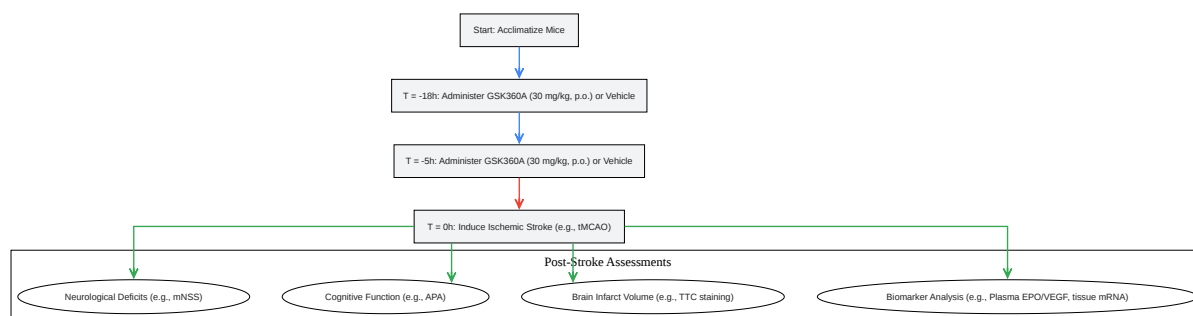 Start: Acclimatize Mice
T = -18h: Administer GSK360A (30 mg/kg, p.o.) or Vehicle
T = -5h: Administer GSK360A (30 mg/kg, p.o.) or Vehicle
T = 0h: Induce Ischemic Stroke (e.g., tMCAO)
Post-Stroke Assessments
Neurological Deficits (e.g., mNSS)
Cognitive Function (e.g., APA)
Brain Infarct Volume (e.g., TTC staining)
Biomarker Analysis (e.g., Plasma EPO/VEGF, tissue mRNA)